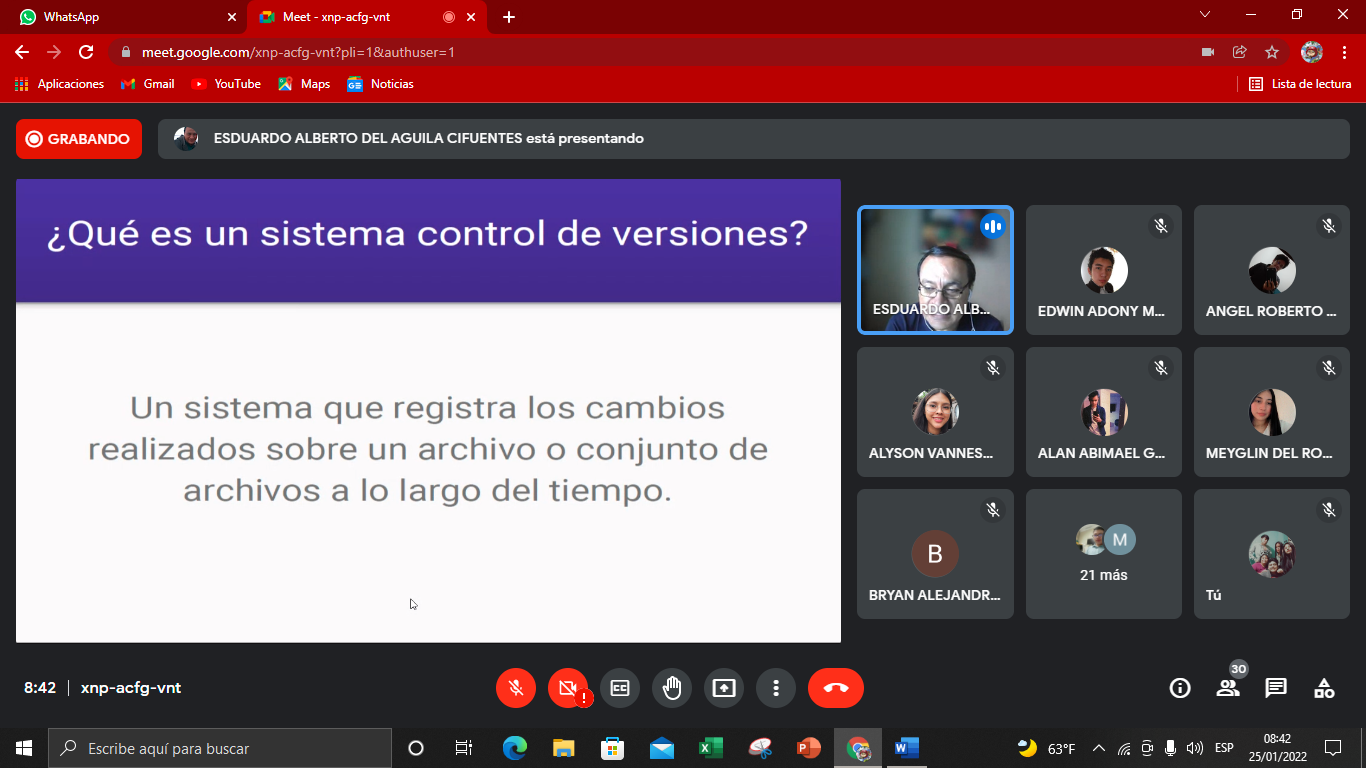 WhatsApp
Meet - xnp-acfg-vnt
meet.google.com/xnp-acfg-vnt?pli=1&authuser=1
Aplicaciones
Gmail
YouTube
Maps
Noticias
Lista de lectura
GRABANDO
ESDUARDO ALBERTO DEL AGUILA CIFUENTES está presentando
¿Qué es un sistema control de versiones?
Un sistema que registra los cambios
realizados sobre un archivo o conjunto de
archivos a lo largo del tiempo.
ESDUARDO ALB...
EDWIN ADONY M...
ANGEL ROBERTO ...
ALYSON VANNES...
ALAN ABIMAEL G...
MEYGLIN DEL RO...
B
BRYAN ALEJANDR...
M
21 más
Tú
8:42 | xnp-acfg-vnt
30
Escribe aquí para buscar
63°F
ESP
08:42
25/01/2022